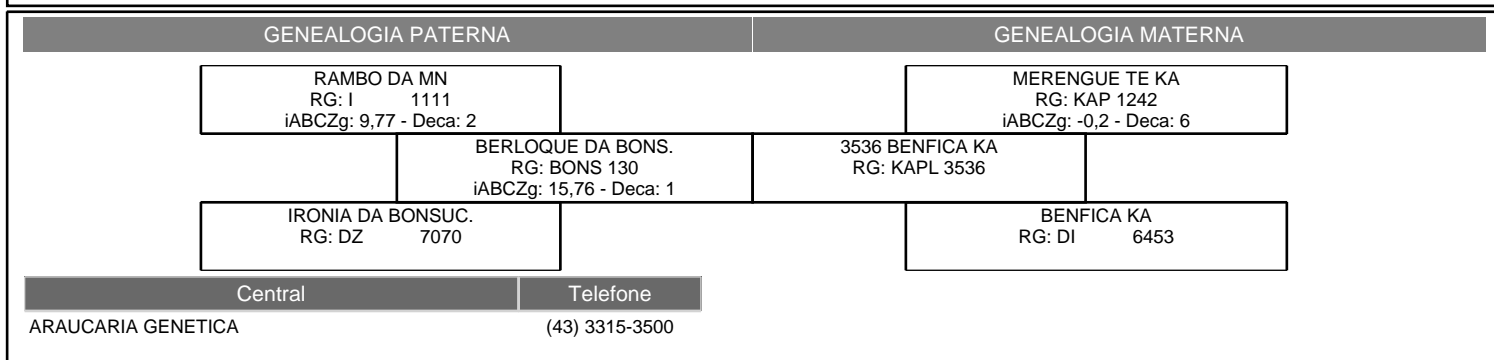 GENEALOGIA PATERNA
GENEALOGIA MATERNA
RAMBO DA MN
RG: I 1111
iABCZg: 9,77 - Deca: 2
MERENGUE TE KA
RG: KAP 1242
iABCZg: -0,2 - Deca: 6
BERLOQUE DA BONS.
RG: BONS 130
iABCZg: 15,76 - Deca: 1
3536 BENFICA KA
RG: KAPL 3536
IRONIA DA BONSUC.
RG: DZ 7070
BENFICA KA
RG: DI 6453
Central Telefone
ARAUCARIA GENETICA (43) 3315-3500